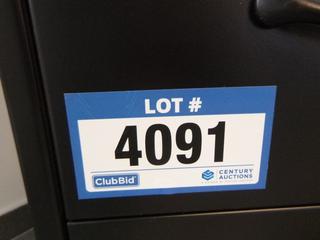 LOT #
4091
ClubBid
CENTURY
AUCTIONS